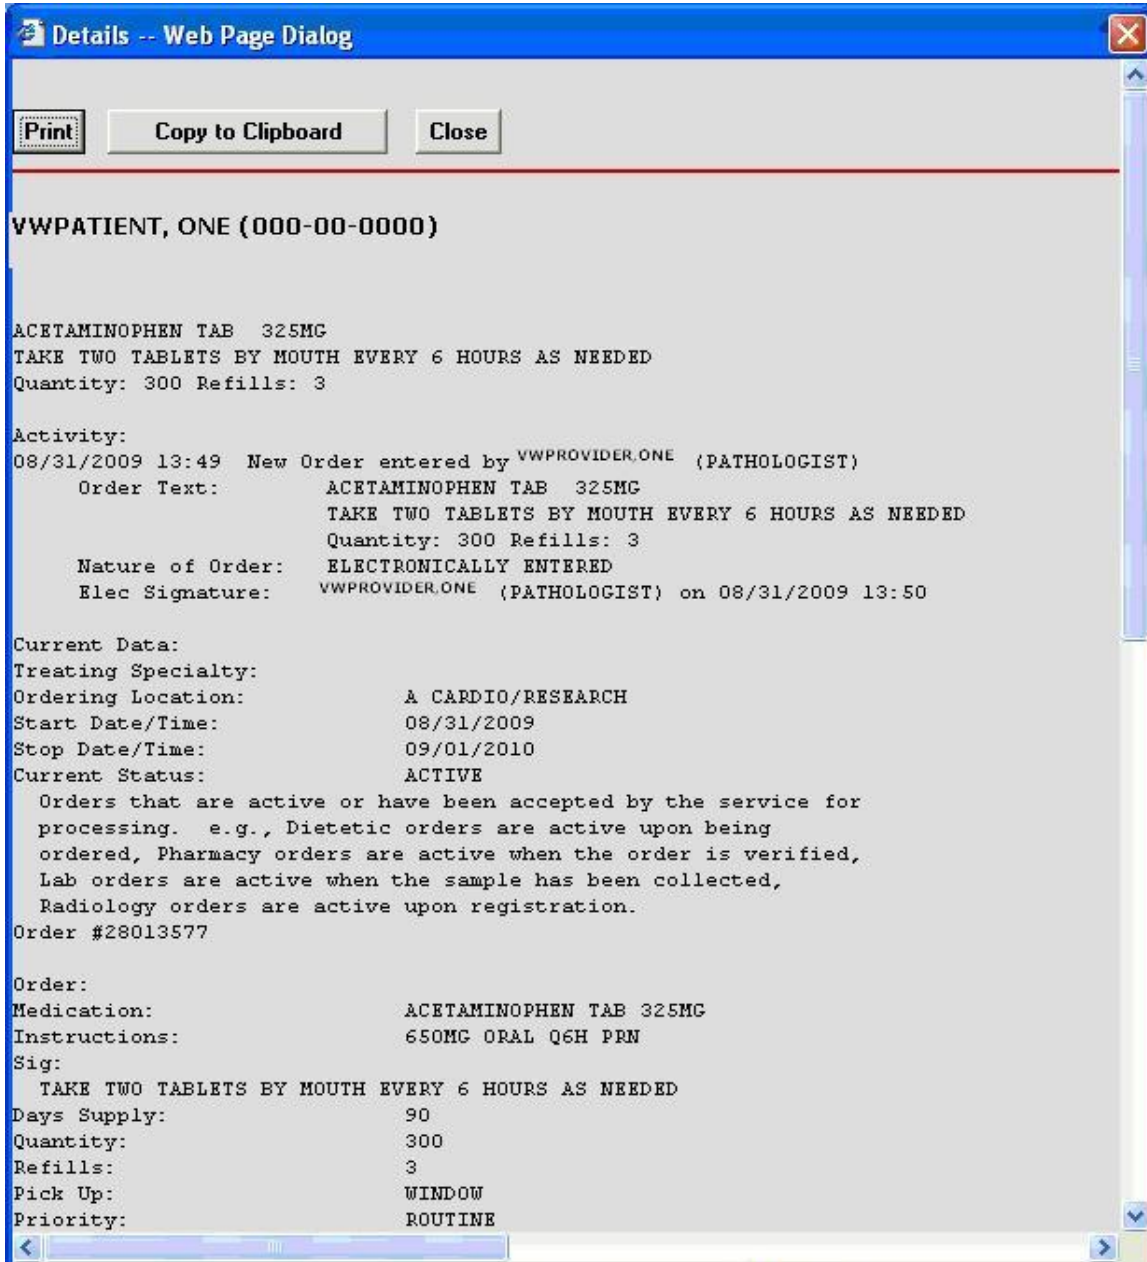 Details -- Web Page Dialog
Print Copy to Clipboard Close
VWPATIENT, ONE (000-00-0000)
ACETAMINOPHEN TAB 325MG
TAKE TWO TABLETS BY MOUTH EVERY 6 HOURS AS NEEDED
Quantity: 300 Refills: 3
Activity:
08/31/2009 13:49 New Order entered by VWPROVIDER,ONE (PATHOLOGIST)
Order Text: ACETAMINOPHEN TAB 325MG
TAKE TWO TABLETS BY MOUTH EVERY 6 HOURS AS NEEDED
Quantity: 300 Refills: 3
Nature of Order: ELECTRONICALLY ENTERED
Elec Signature: VWPROVIDER,ONE (PATHOLOGIST) on 08/31/2009 13:50
Current Data:
Treating Specialty:
Ordering Location: A CARDIO/RESEARCH
Start Date/Time: 08/31/2009
Stop Date/Time: 09/01/2010
Current Status: ACTIVE
Orders that are active or have been accepted by the service for
processing. e.g., Dietetic orders are active upon being
ordered, Pharmacy orders are active when the order is verified,
Lab orders are active when the sample has been collected,
Radiology orders are active upon registration.
Order #28013577
Order:
Medication: ACETAMINOPHEN TAB 325MG
Instructions: 650MG ORAL Q6H PRN
Sig:
TAKE TWO TABLETS BY MOUTH EVERY 6 HOURS AS NEEDED
Days Supply: 90
Quantity: 300
Refills: 3
Pick Up: WINDOW
Priority: ROUTINE